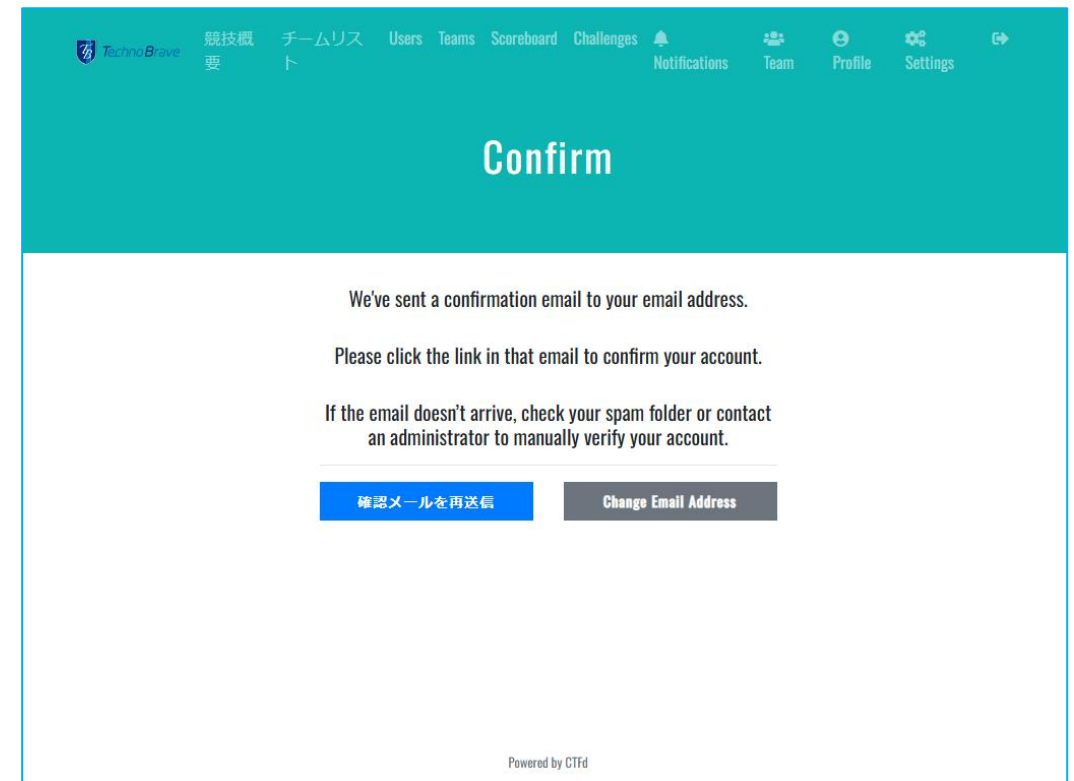 TechnoBrave
競技概要
チームリスト
Users
Teams
Scoreboard
Challenges
Notifications
Team
Profile
Settings
Confirm
We've sent a confirmation email to your email address.
Please click the link in that email to confirm your account.
If the email doesn't arrive, check your spam folder or contact
an administrator to manually verify your account.
確認メールを再送信
Change Email Address
Powered by CTFd